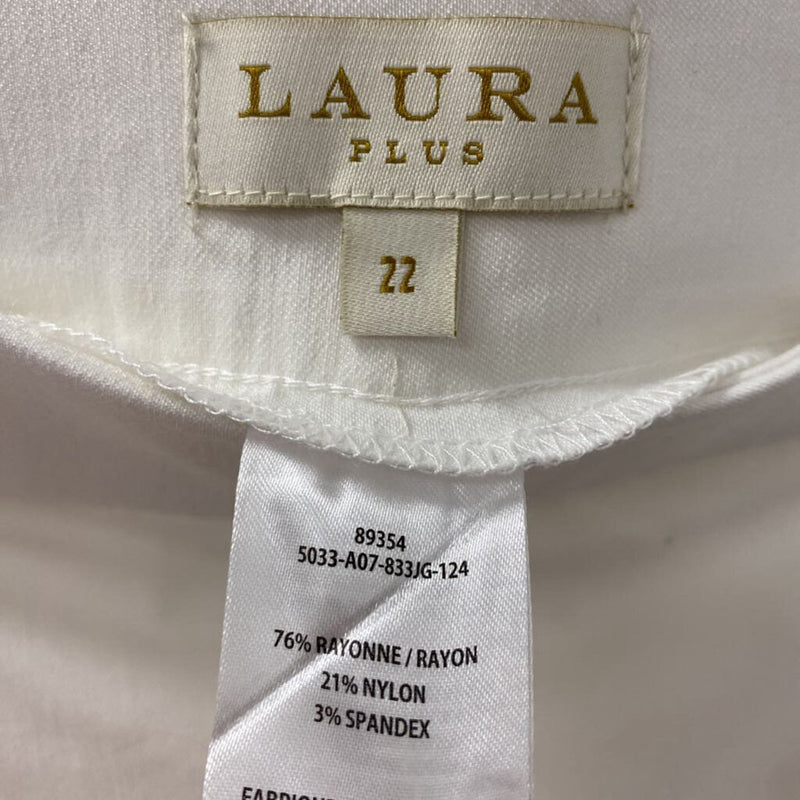 LAURA
PLUS
22
89354
5033-A07-833JG-124
76% RAYONNE / RAYON
21% NYLON
3% SPANDEX